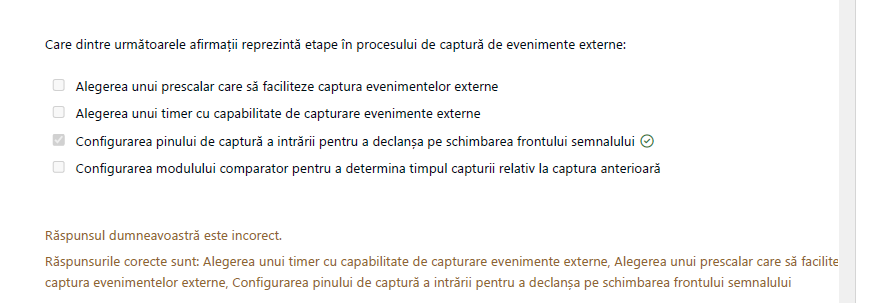 Care dintre următoarele afirmații reprezintă etape în procesului de captură de evenimente externe:
Alegerea unui prescalar care să faciliteze captura evenimentelor externe
Alegerea unui timer cu capabilitate de capturare evenimente externe
Configurarea pinului de captură a intrării pentru a declanșa pe schimbarea frontului semnalului
Configurarea modulului comparator pentru a determina timpul capturii relativ la captura anterioară
Răspunsul dumneavoastră este incorect.
Răspunsurile corecte sunt: Alegerea unui timer cu capabilitate de capturare evenimente externe, Alegerea unui prescalar care să facilite
captura evenimentelor externe, Configurarea pinului de captură a intrării pentru a declanșa pe schimbarea frontului semnalului